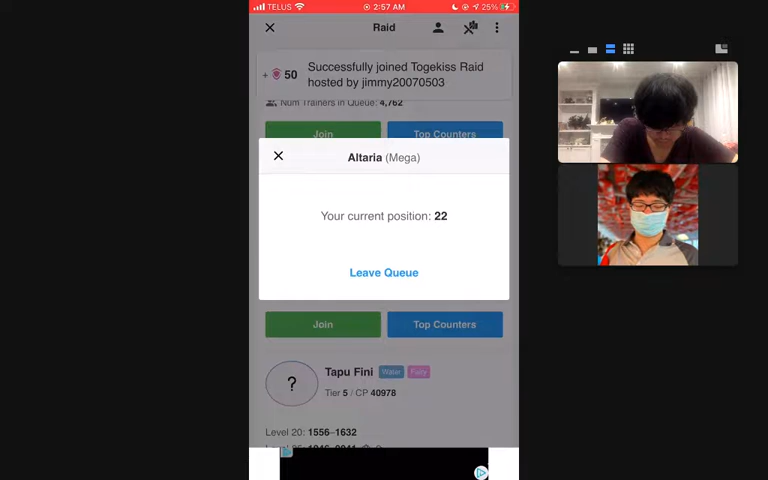 TELUS 2:57 AM 25%
Raid
+ 50 Successfully joined Togekiss Raid
hosted by jimmy20070503
Num Trainers in Queue: 4,762
Join Top Counters
Altaria (Mega)
Your current position: 22
Leave Queue
Join Top Counters
? Tapu Fini Water Fairy
Tier 5 / CP 40978
Level 20: 1556–1632